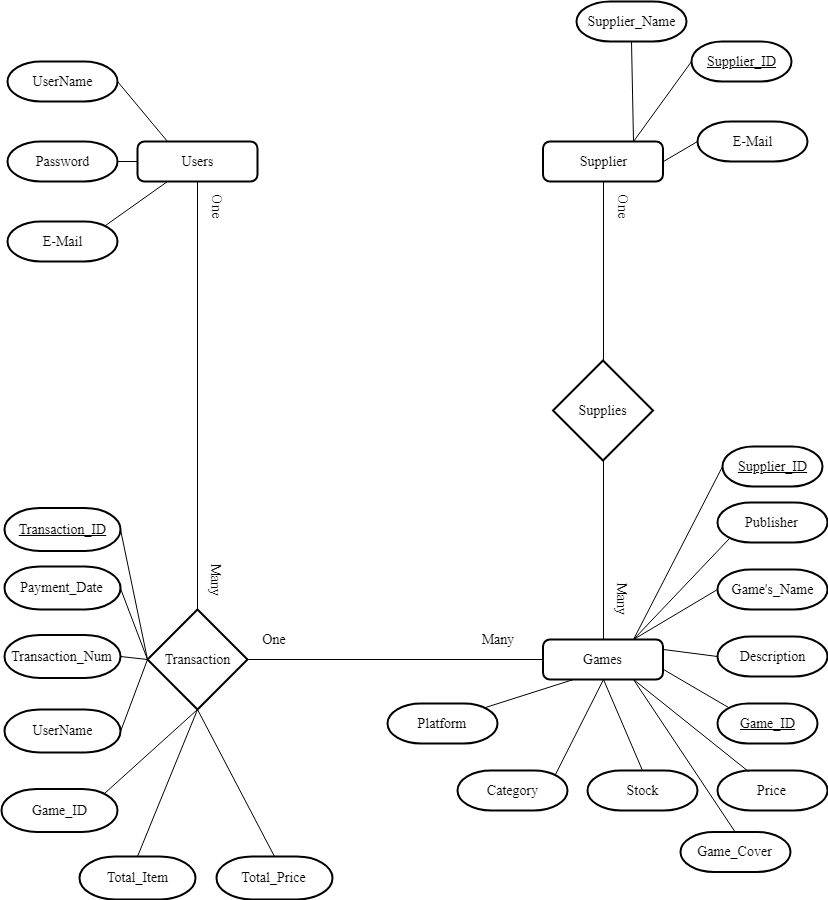 Supplier_Name
UserName
Supplier_ID
Password
Users
Supplier
E-Mail
E-Mail
One
One
Supplies
Supplier_ID
Transaction_ID
Publisher
Payment_Date
Many
Many
Game's_Name
Transaction_Num
Transaction
One
Many
Games
Description
UserName
Platform
Game_ID
Game_ID
Category
Stock
Price
Game_Cover
Total_Item
Total_Price